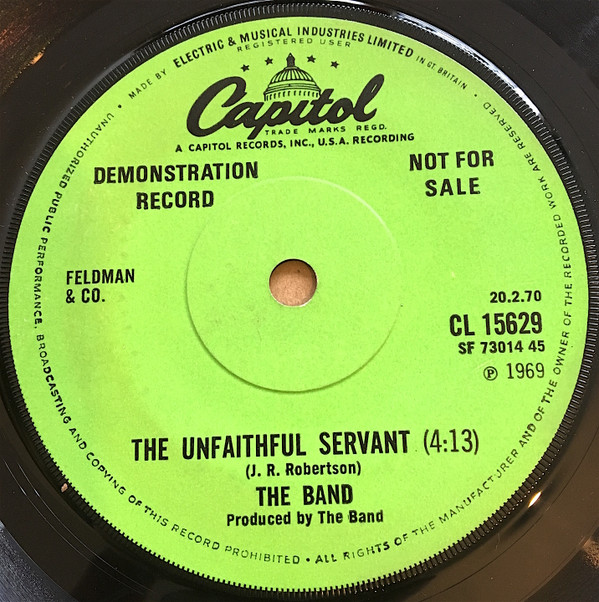 MADE BY ELECTRIC & MUSICAL INDUSTRIES LIMITED IN GT. BRITAIN •
REGISTERED USER
Capitol
TRADE MARKS REGD.
A CAPITOL RECORDS, INC., U.S.A. RECORDING
DEMONSTRATION
RECORD
NOT FOR
SALE
FELDMAN
& CO.
20.2.70
CL 15629
SF 73014 45
℗ 1969
THE UNFAITHFUL SERVANT (4:13)
(J. R. Robertson)
THE BAND
Produced by The Band
UNAUTHORIZED PUBLIC PERFORMANCE, BROADCASTING AND COPYING OF THIS RECORD PROHIBITED • ALL RIGHTS OF THE MANUFACTURER AND OF THE OWNER OF THE RECORDED WORK ARE RESERVED